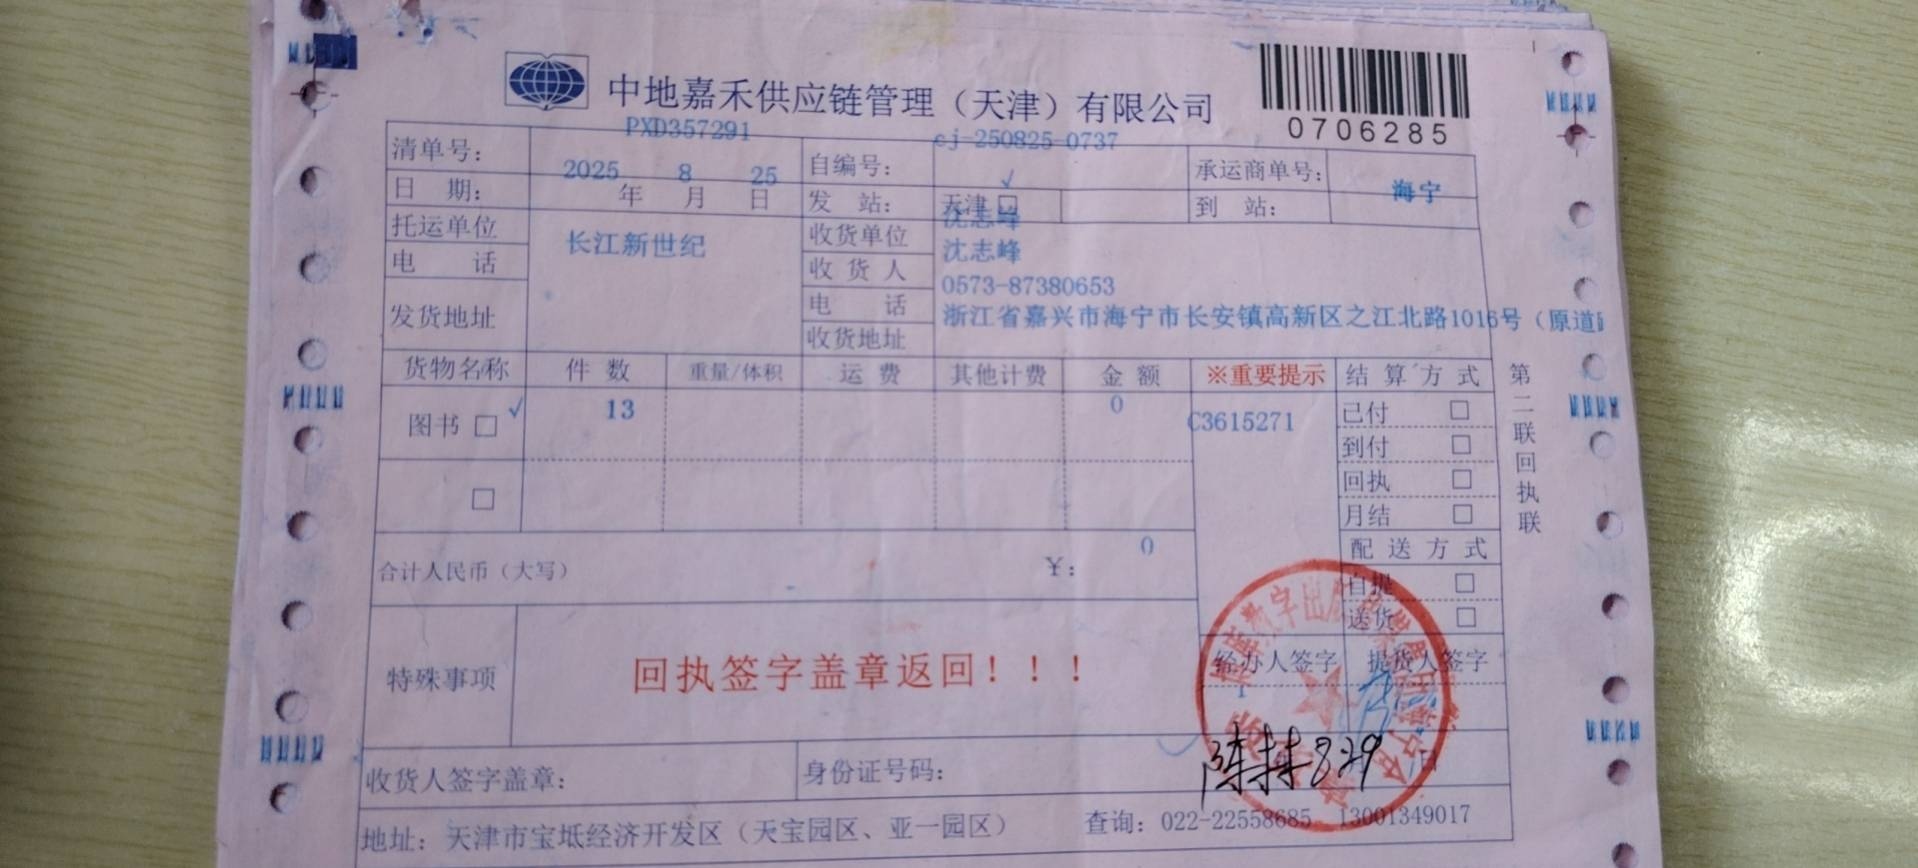 中地嘉禾供应链管理（天津）有限公司
0706285
清单号： PXD357291 自编号： cj-250825-0737 承运商单号：
日 期： 2025 年 8 月 25 日 发 站： 天津 □ ✓ 到 站： 海宁
托运单位 长江新世纪 收货单位 沈志峰
电 话 收 货 人 沈志峰
发货地址 电 话 0573-87380653
收货地址 浙江省嘉兴市海宁市长安镇高新区之江北路1016号（原道
货物名称 件 数 重量/体积 运 费 其他计费 金 额 ※重要提示 结 算 方 式
图书 □ ✓ 13 0 C3615271 已付 □
到付 □
□ 回执 □
月结 □
合计人民币（大写） ¥： 0 配 送 方 式
自提 □
送货 □
特殊事项 回执签字盖章返回！！！ 经办人签字 提货人签字
收货人签字盖章： 身份证号码： 829 日
地址：天津市宝坻经济开发区（天宝园区、亚一园区） 查询：022-22558685 13001349017
第二联回执联